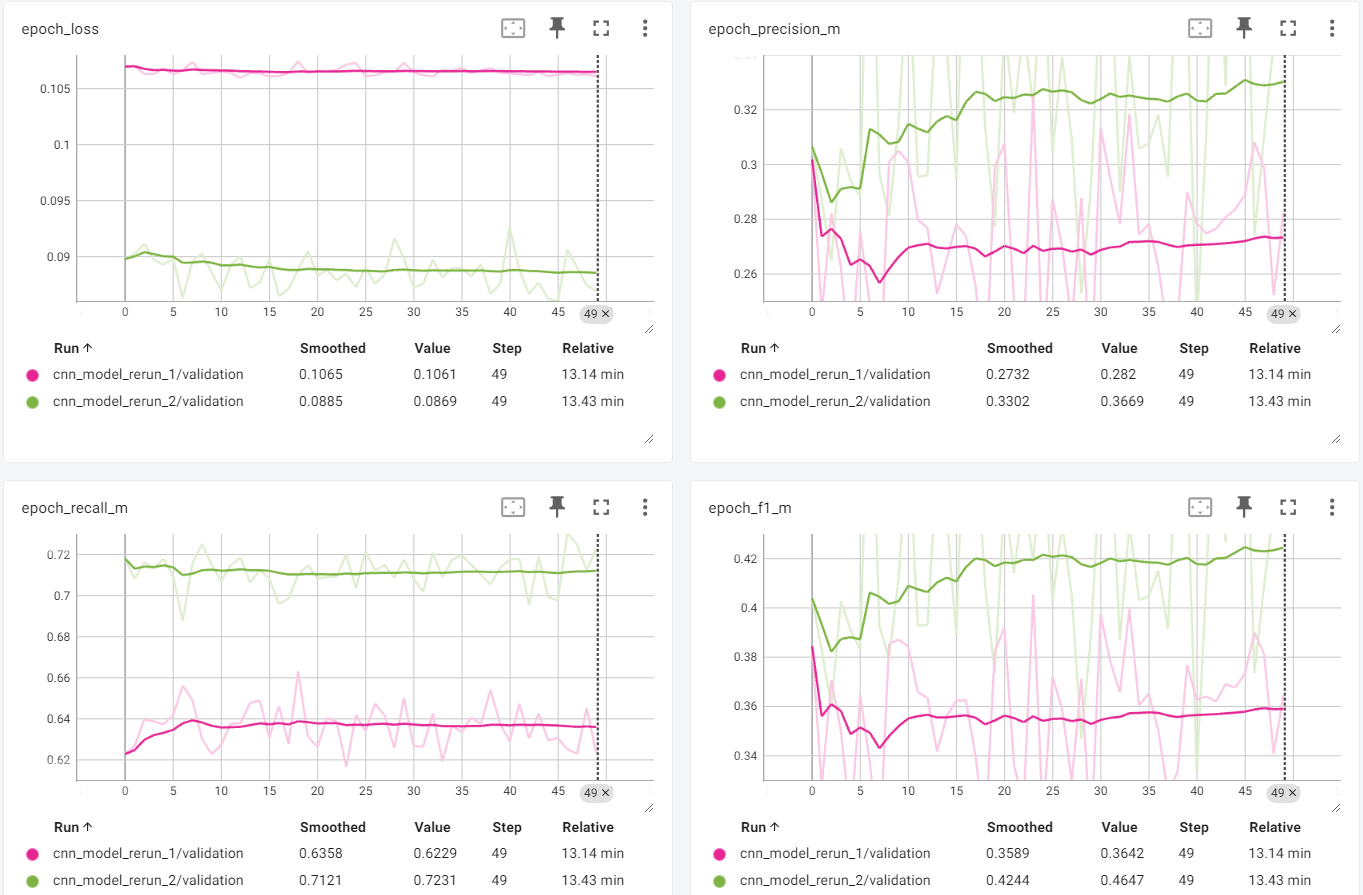 epoch_loss
0.105
0.1
0.095
0.09
0 5 10 15 20 25 30 35 40 45 49 ×
Run ↑ Smoothed Value Step Relative
cnn_model_rerun_1/validation 0.1065 0.1061 49 13.14 min
cnn_model_rerun_2/validation 0.0885 0.0869 49 13.43 min
epoch_precision_m
0.32
0.3
0.28
0.26
0 5 10 15 20 25 30 35 40 45 49 ×
Run ↑ Smoothed Value Step Relative
cnn_model_rerun_1/validation 0.2732 0.282 49 13.14 min
cnn_model_rerun_2/validation 0.3302 0.3669 49 13.43 min
epoch_recall_m
0.72
0.7
0.68
0.66
0.64
0.62
0 5 10 15 20 25 30 35 40 45 49 ×
Run ↑ Smoothed Value Step Relative
cnn_model_rerun_1/validation 0.6358 0.6229 49 13.14 min
cnn_model_rerun_2/validation 0.7121 0.7231 49 13.43 min
epoch_f1_m
0.42
0.4
0.38
0.36
0.34
0 5 10 15 20 25 30 35 40 45 49 ×
Run ↑ Smoothed Value Step Relative
cnn_model_rerun_1/validation 0.3589 0.3642 49 13.14 min
cnn_model_rerun_2/validation 0.4244 0.4647 49 13.43 min